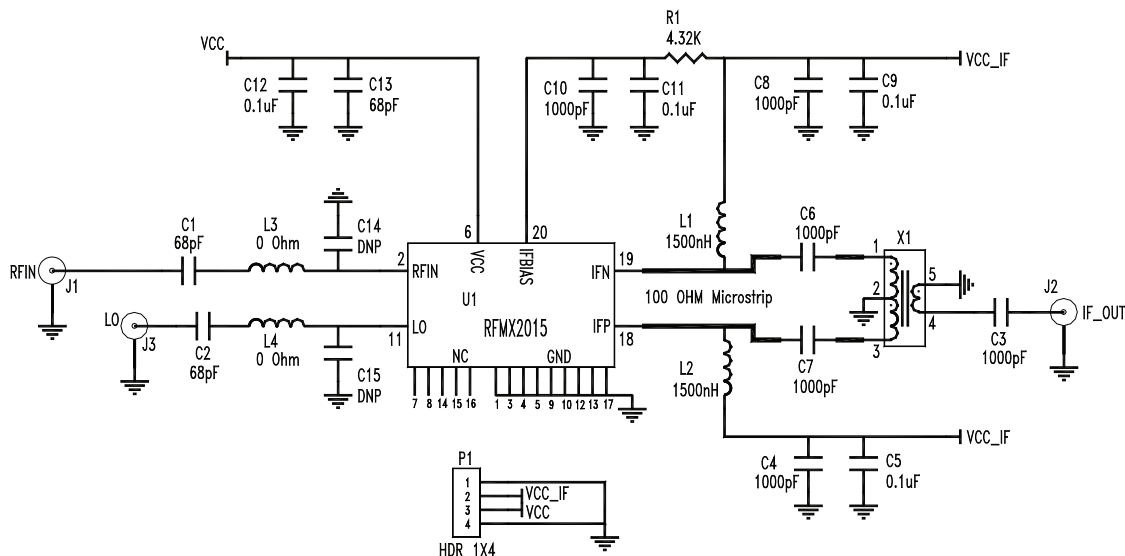 R1
4.32K
VCC
C12
0.1uF
C13
68pF
C10
1000pF
C11
0.1uF
C8
1000pF
C9
0.1uF
VCC_IF
C1
68pF
L3
0 Ohm
C14
DNP
6
20
L1
1500nH
C6
1000pF
X1
RFIN
J1
2
RFIN
VCC
IFBIAS
IFN
19
1
5
100 OHM Microstrip
2
J2
IF_OUT
LO
J3
U1
RFMX2015
LO
11
IFP
18
4
3
C3
1000pF
C2
68pF
L4
0 Ohm
C15
DNP
NC
GND
7 8 14 15 16 1 3 4 5 9 10 12 13 17
L2
1500nH
C7
1000pF
VCC_IF
C4
1000pF
C5
0.1uF
P1
1
2 VCC_IF
3 VCC
4
HDR 1X4